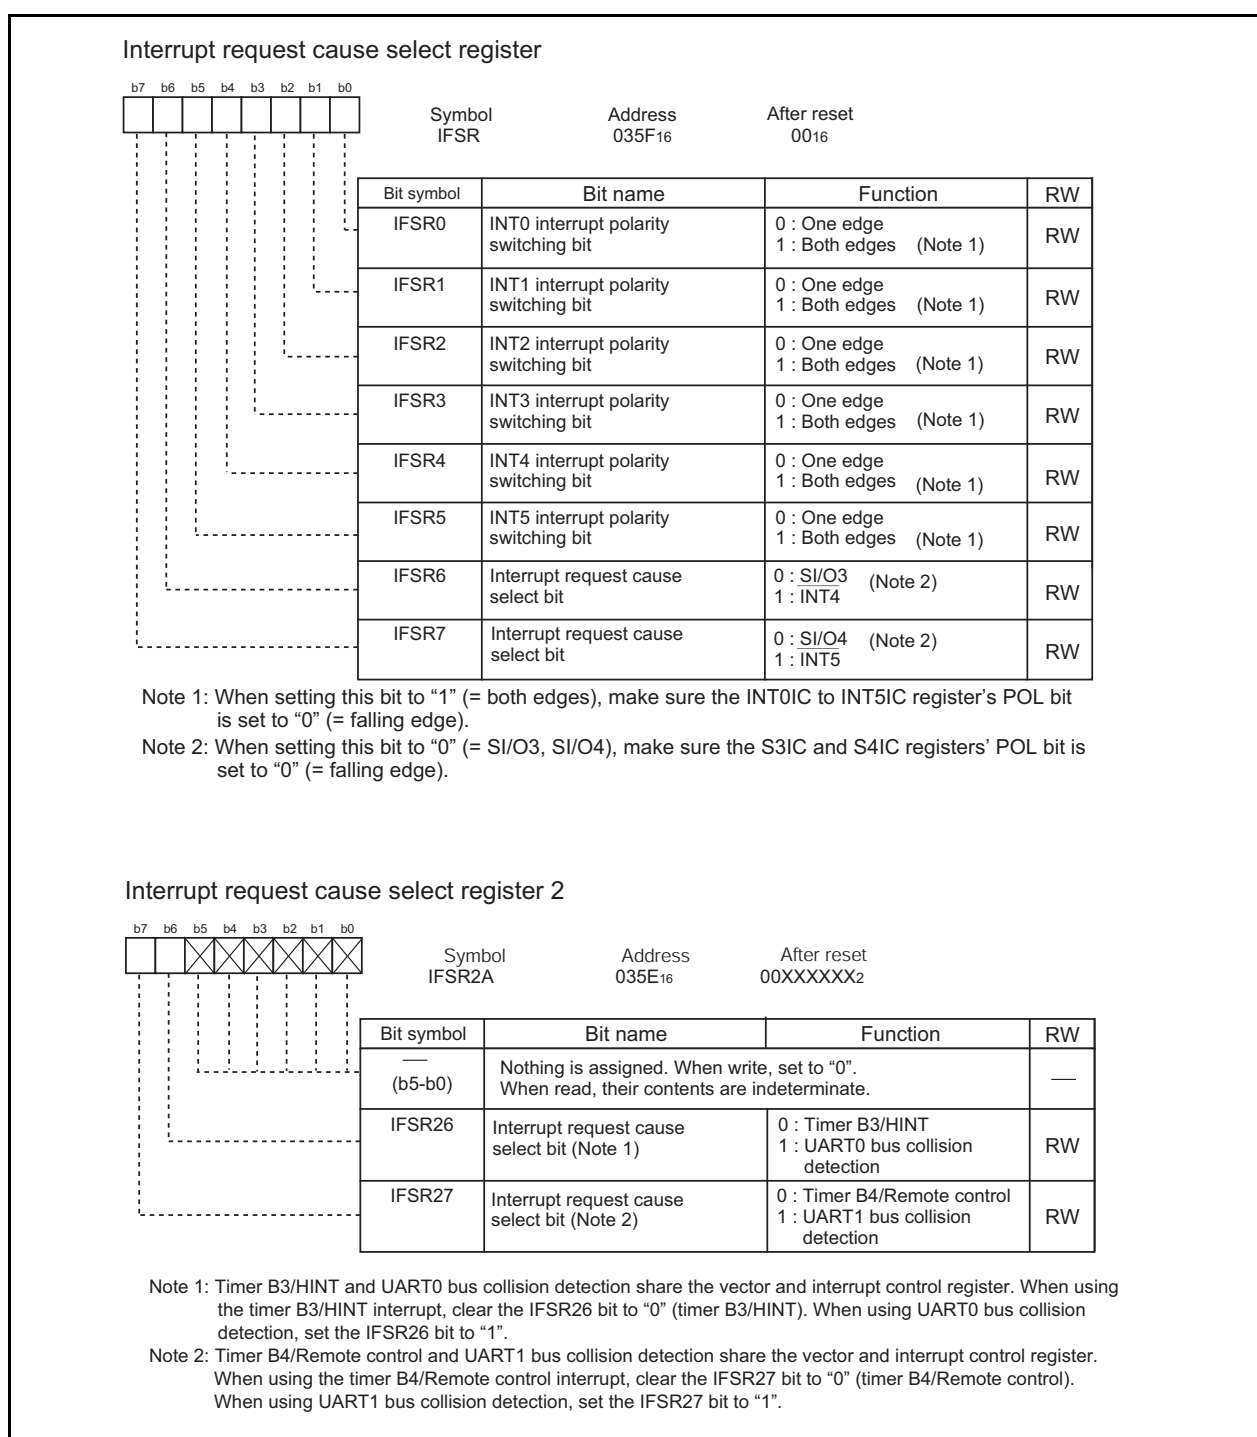 Interrupt request cause select register
b7 b6 b5 b4 b3 b2 b1 b0
Symbol Address After reset
IFSR 035F16 0016
Bit symbol Bit name Function RW
IFSR0 INT0 interrupt polarity 0 : One edge
switching bit 1 : Both edges (Note 1) RW
IFSR1 INT1 interrupt polarity 0 : One edge
switching bit 1 : Both edges (Note 1) RW
IFSR2 INT2 interrupt polarity 0 : One edge
switching bit 1 : Both edges (Note 1) RW
IFSR3 INT3 interrupt polarity 0 : One edge
switching bit 1 : Both edges (Note 1) RW
IFSR4 INT4 interrupt polarity 0 : One edge
switching bit 1 : Both edges (Note 1) RW
IFSR5 INT5 interrupt polarity 0 : One edge
switching bit 1 : Both edges (Note 1) RW
IFSR6 Interrupt request cause 0 : SI/O3 (Note 2)
select bit 1 : INT4 RW
IFSR7 Interrupt request cause 0 : SI/O4 (Note 2)
select bit 1 : INT5 RW
Note 1: When setting this bit to “1” (= both edges), make sure the INT0IC to INT5IC register’s POL bit
is set to “0” (= falling edge).
Note 2: When setting this bit to “0” (= SI/O3, SI/O4), make sure the S3IC and S4IC registers’ POL bit is
set to “0” (= falling edge).
Interrupt request cause select register 2
b7 b6 b5 b4 b3 b2 b1 b0
Symbol Address After reset
IFSR2A 035E16 00XXXXXX2
Bit symbol Bit name Function RW
— Nothing is assigned. When write, set to “0”. —
(b5-b0) When read, their contents are indeterminate.
IFSR26 Interrupt request cause 0 : Timer B3/HINT
select bit (Note 1) 1 : UART0 bus collision RW
detection
IFSR27 Interrupt request cause 0 : Timer B4/Remote control
select bit (Note 2) 1 : UART1 bus collision RW
detection
Note 1: Timer B3/HINT and UART0 bus collision detection share the vector and interrupt control register. When using
the timer B3/HINT interrupt, clear the IFSR26 bit to “0” (timer B3/HINT). When using UART0 bus collision
detection, set the IFSR26 bit to “1”.
Note 2: Timer B4/Remote control and UART1 bus collision detection share the vector and interrupt control register.
When using the timer B4/Remote control interrupt, clear the IFSR27 bit to “0” (timer B4/Remote control).
When using UART1 bus collision detection, set the IFSR27 bit to “1”.